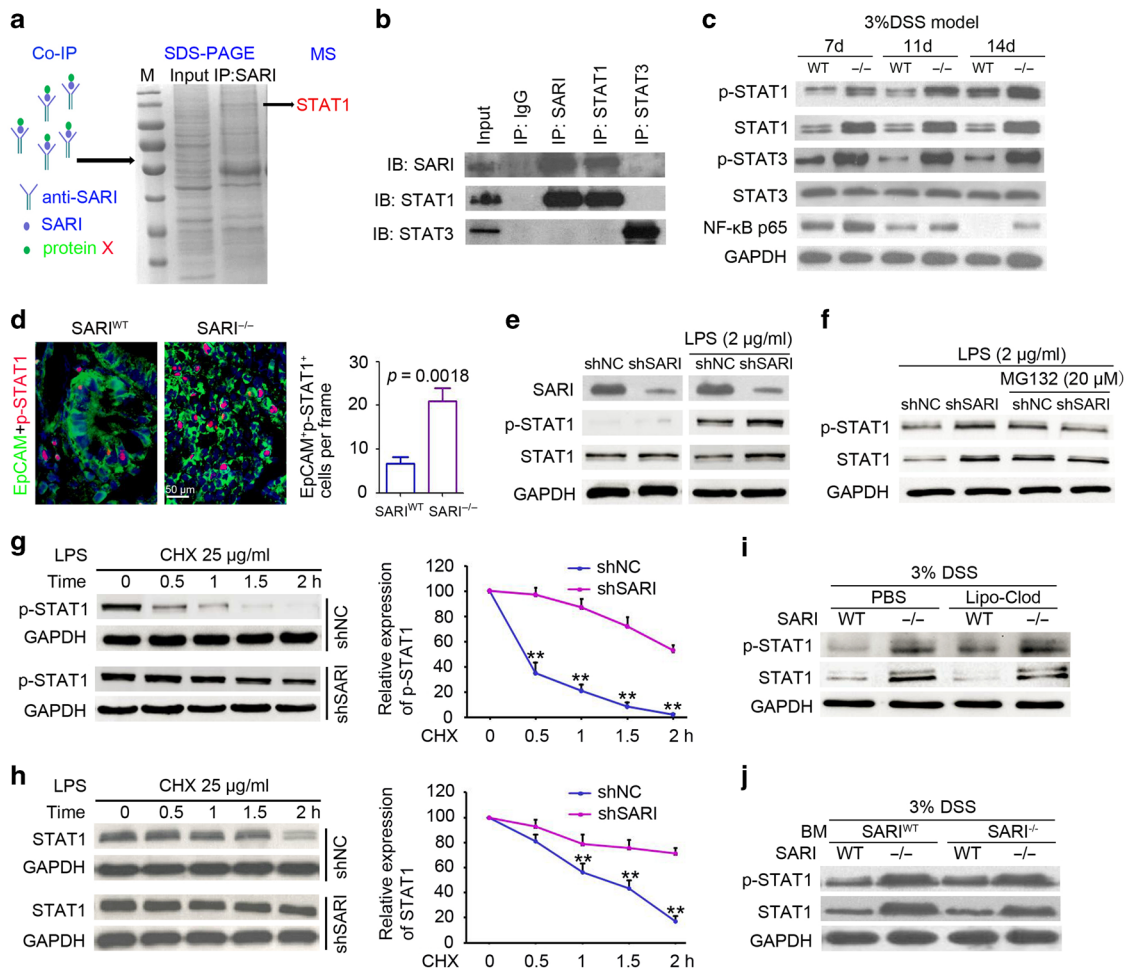 a
Co-IP SDS-PAGE MS
M Input IP:SARI
STAT1
anti-SARI
SARI
protein X
b
Input
IP: IgG
IP: SARI
IP: STAT1
IP: STAT3
IB: SARI
IB: STAT1
IB: STAT3
c
3%DSS model
7d 11d 14d
WT –/– WT –/– WT –/–
p-STAT1
STAT1
p-STAT3
STAT3
NF-κB p65
GAPDH
d
SARIWT SARI–/–
EpCAM+p-STAT1
50 μm
EpCAM+p-STAT1+
cells per frame
30
20
10
0
p = 0.0018
SARIWT SARI–/–
e
LPS (2 μg/ml)
shNC shSARI shNC shSARI
SARI
p-STAT1
STAT1
GAPDH
f
LPS (2 μg/ml)
MG132 (20 μM)
shNC shSARI shNC shSARI
p-STAT1
STAT1
GAPDH
g
LPS CHX 25 μg/ml
Time 0 0.5 1 1.5 2 h
p-STAT1
GAPDH
shNC
p-STAT1
GAPDH
shSARI
Relative expression
of p-STAT1
120
100
80
60
40
20
0
shNC
shSARI
** ** ** **
CHX 0 0.5 1 1.5 2 h
h
LPS CHX 25 μg/ml
Time 0 0.5 1 1.5 2 h
STAT1
GAPDH
shNC
STAT1
GAPDH
shSARI
Relative expression
of STAT1
120
100
80
60
40
20
0
shNC
shSARI
** ** **
CHX 0 0.5 1 1.5 2 h
i
3% DSS
PBS Lipo-Clod
SARI WT –/– WT –/–
p-STAT1
STAT1
GAPDH
j
3% DSS
BM SARIWT SARI-/-
SARI WT –/– WT –/–
p-STAT1
STAT1
GAPDH